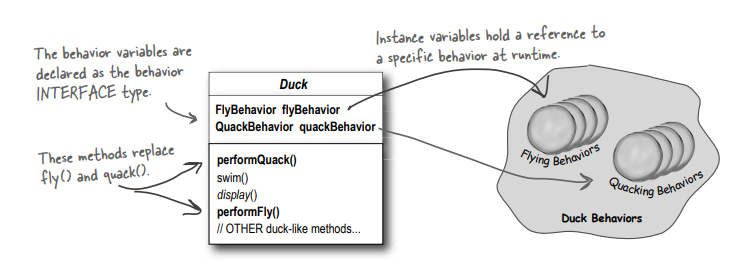 Instance variables hold a reference to
a specific behavior at runtime.
The behavior variables are
declared as the behavior
INTERFACE type.
Duck
FlyBehavior flyBehavior
QuackBehavior quackBehavior
These methods replace
fly() and quack().
performQuack()
swim()
display()
performFly()
// OTHER duck-like methods...
Flying Behaviors
Quacking Behaviors
Duck Behaviors